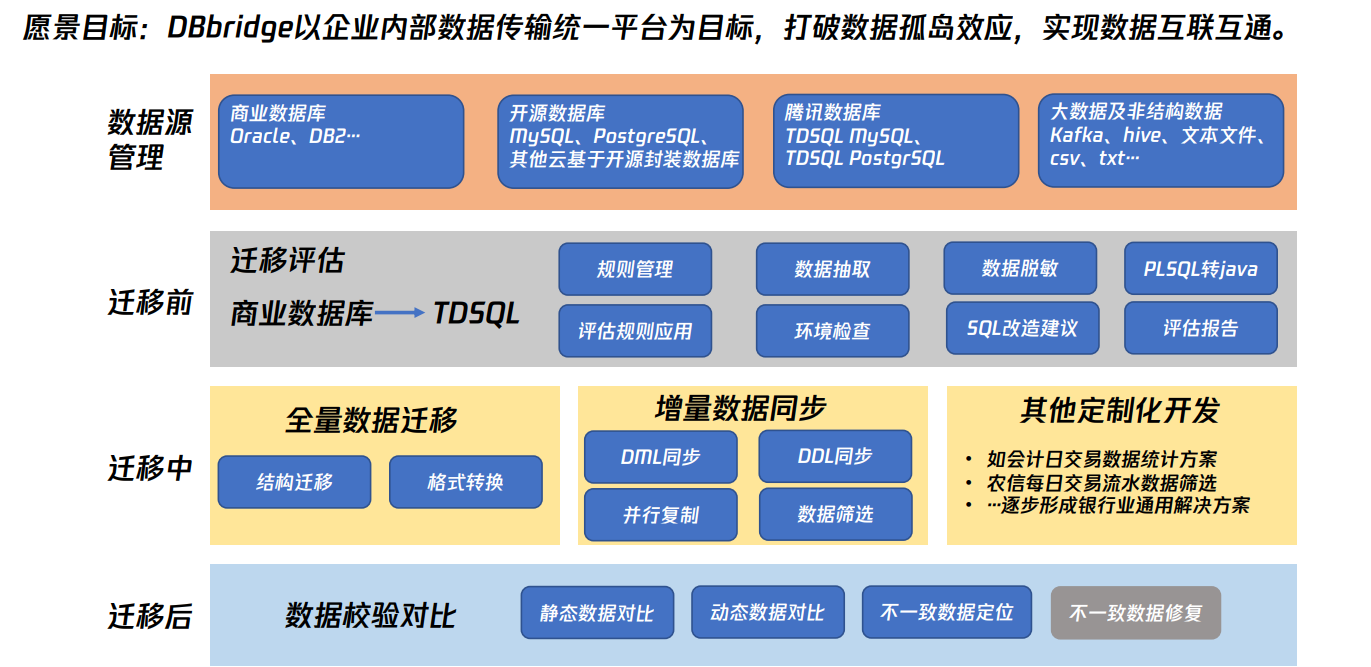 愿景目标：DBbridge以企业内部数据传输统一平台为目标，打破数据孤岛效应，实现数据互联互通。
数据源
管理
商业数据库
Oracle、DB2…
开源数据库
MySQL、PostgreSQL、
其他云基于开源封装数据库
腾讯数据库
TDSQL MySQL、
TDSQL PostgrSQL
大数据及非结构数据
Kafka、hive、文本文件、
csv、txt…
迁移前
迁移评估
商业数据库 TDSQL
规则管理
数据抽取
数据脱敏
PLSQL转java
评估规则应用
环境检查
SQL改造建议
评估报告
迁移中
全量数据迁移
结构迁移
格式转换
增量数据同步
DML同步
DDL同步
并行复制
数据筛选
其他定制化开发
• 如会计日交易数据统计方案
• 农信每日交易流水数据筛选
• …逐步形成银行业通用解决方案
迁移后
数据校验对比
静态数据对比
动态数据对比
不一致数据定位
不一致数据修复